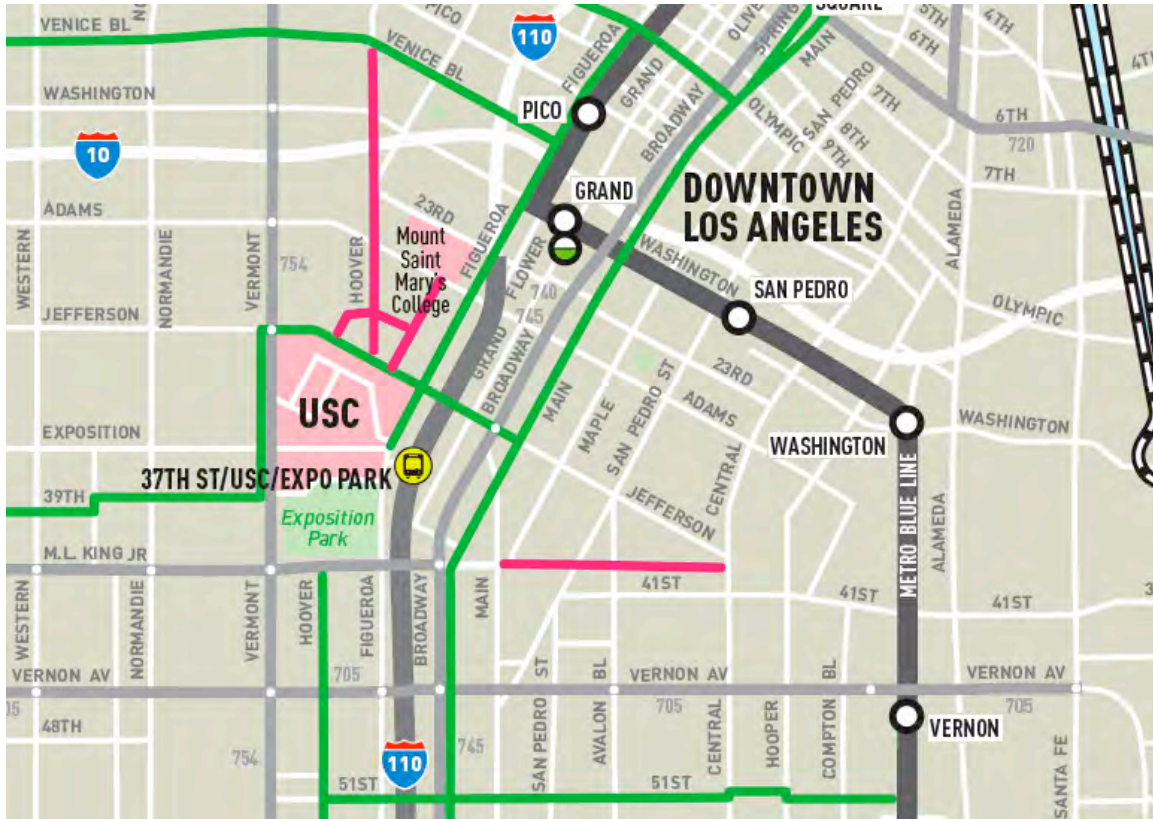 VENICE BL
PICO
110
FIGUEROA
GRAND
OLIVE
SPRING
SQUARE
MAIN
5TH
6TH
4TH
4TH
VENICE BL
WASHINGTON
PICO
BROADWAY
OLYMPIC
SAN PEDRO
7TH
8TH
9TH
6TH
720
10
7TH
ADAMS
23RD
GRAND
DOWNTOWN
LOS ANGELES
ALAMEDA
WESTERN
NORMANDIE
VERMONT
754
HOOVER
Mount
Saint
Mary's
College
FIGUEROA
FLOWER
740
745
WASHINGTON
SAN PEDRO
OLYMPIC
JEFFERSON
GRAND
BROADWAY
MAIN
MAPLE
SAN PEDRO ST
23RD
ADAMS
USC
EXPOSITION
WASHINGTON
WASHINGTON
37TH ST/USC/EXPO PARK
39TH
CENTRAL
JEFFERSON
METRO BLUE LINE
ALAMEDA
Exposition
Park
M.L. KING JR
41ST
41ST
41ST
WESTERN
NORMANDIE
VERMONT
HOOVER
FIGUEROA
BROADWAY
MAIN
VERNON AV
705
SAN PEDRO ST
AVALON BL
VERNON AV
705
CENTRAL
HOOPER
COMPTON BL
VERNON AV
705
48TH
VERNON
754
110
745
51ST
51ST
SANTA FE